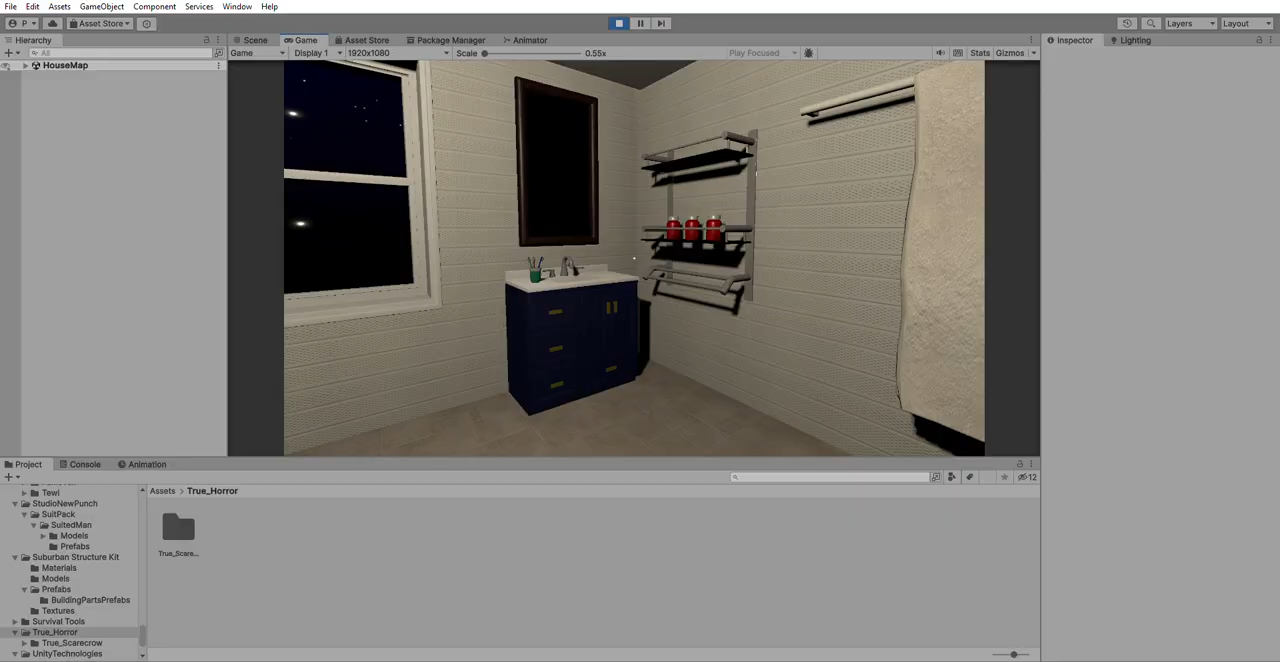 File Edit Assets GameObject Component Services Window Help
P Asset Store Layers Layout
Hierarchy Scene Game Asset Store Package Manager Animator Inspector Lighting
All Game Display 1 1920x1080 Scale 0.55x Play Focused Stats Gizmos
HouseMap
Project Console Animation
12
Assets > True_Horror
Tewi
StudioNewPunch
SuitPack
SuitedMan
Models
Prefabs
True_Scare...
Suburban Structure Kit
Materials
Models
Prefabs
BuildingPartsPrefabs
Textures
Survival Tools
True_Horror
True_Scarecrow
UnityTechnologies